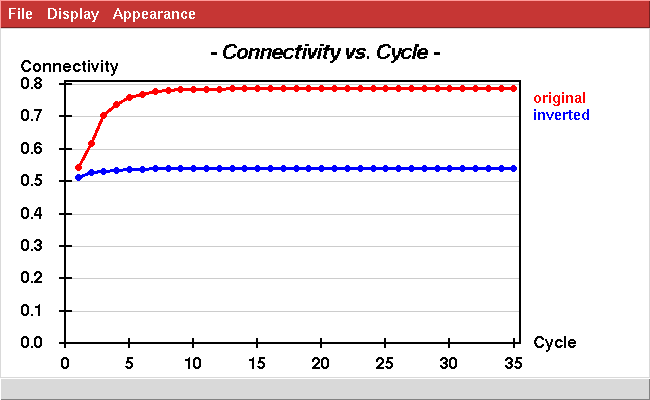 File Display Appearance
- Connectivity vs. Cycle -
Connectivity
0.8
original
0.7
inverted
0.6
0.5
0.4
0.3
0.2
0.1
0.0
Cycle
0 5 10 15 20 25 30 35